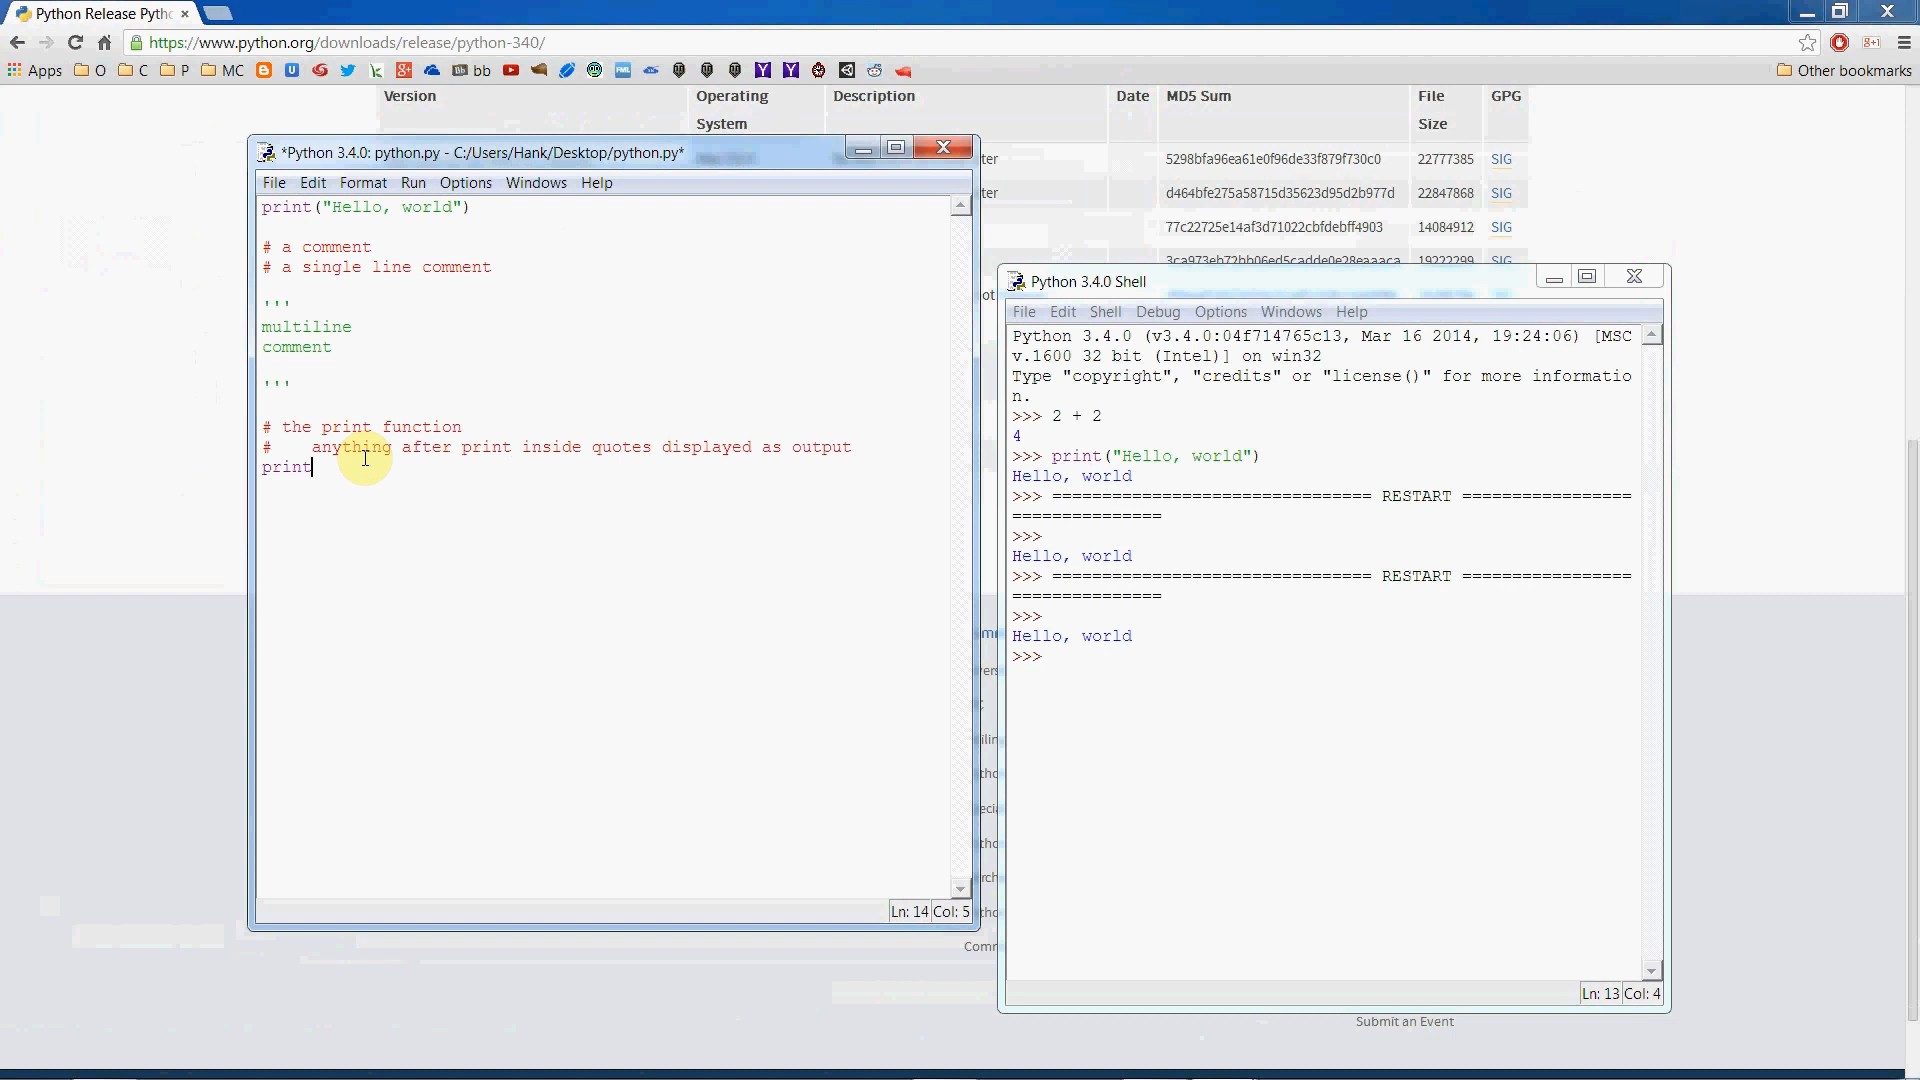 Python Release Pytho
https://www.python.org/downloads/release/python-340/
Apps O C P MC bb Other bookmarks
Version Operating System Description Date MD5 Sum File Size GPG
ter 5298bfa96ea61e0f96de33f879f730c0 22777385 SIG
ter d464bfe275a58715d35623d95d2b977d 22847868 SIG
77c22725e14af3d71022cbfdebff4903 14084912 SIG
3ca973eb72bb06ed5cadde0e28eaaaca 19222299 SIG
*Python 3.4.0: python.py - C:/Users/Hank/Desktop/python.py*
File Edit Format Run Options Windows Help
print("Hello, world")
# a comment
# a single line comment
'''
multiline
comment
'''
# the print function
#    anything after print inside quotes displayed as output
print
Ln: 14 Col: 5
Python 3.4.0 Shell
File Edit Shell Debug Options Windows Help
Python 3.4.0 (v3.4.0:04f714765c13, Mar 16 2014, 19:24:06) [MSC
v.1600 32 bit (Intel)] on win32
Type "copyright", "credits" or "license()" for more informatio
n.
>>> 2 + 2
4
>>> print("Hello, world")
Hello, world
>>> ================================ RESTART =================
===============
>>>
Hello, world
>>> ================================ RESTART =================
===============
>>>
Hello, world
>>>
Ln: 13 Col: 4
Comm
Submit an Event